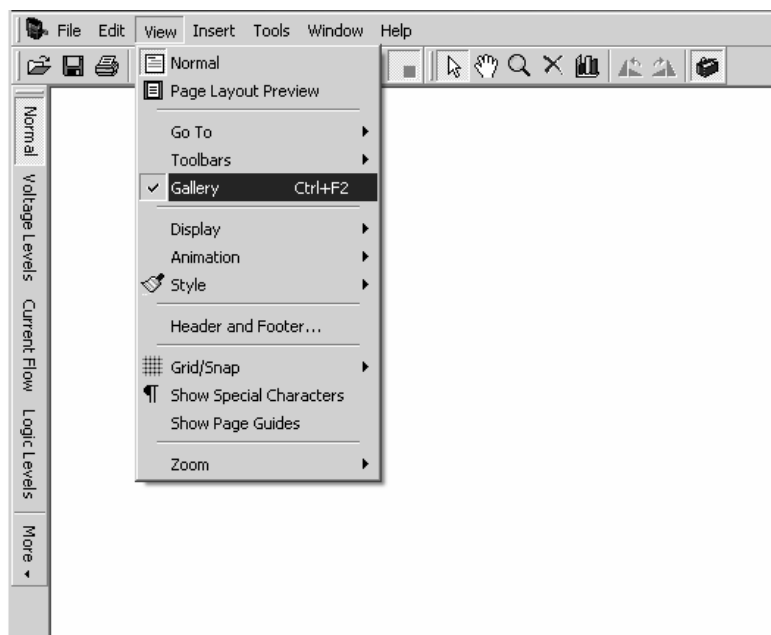 File Edit View Insert Tools Window Help
Normal
Page Layout Preview
Go To
Toolbars
Gallery Ctrl+F2
Display
Animation
Style
Header and Footer...
Grid/Snap
Show Special Characters
Show Page Guides
Zoom
Normal
Voltage Levels
Current Flow
Logic Levels
More